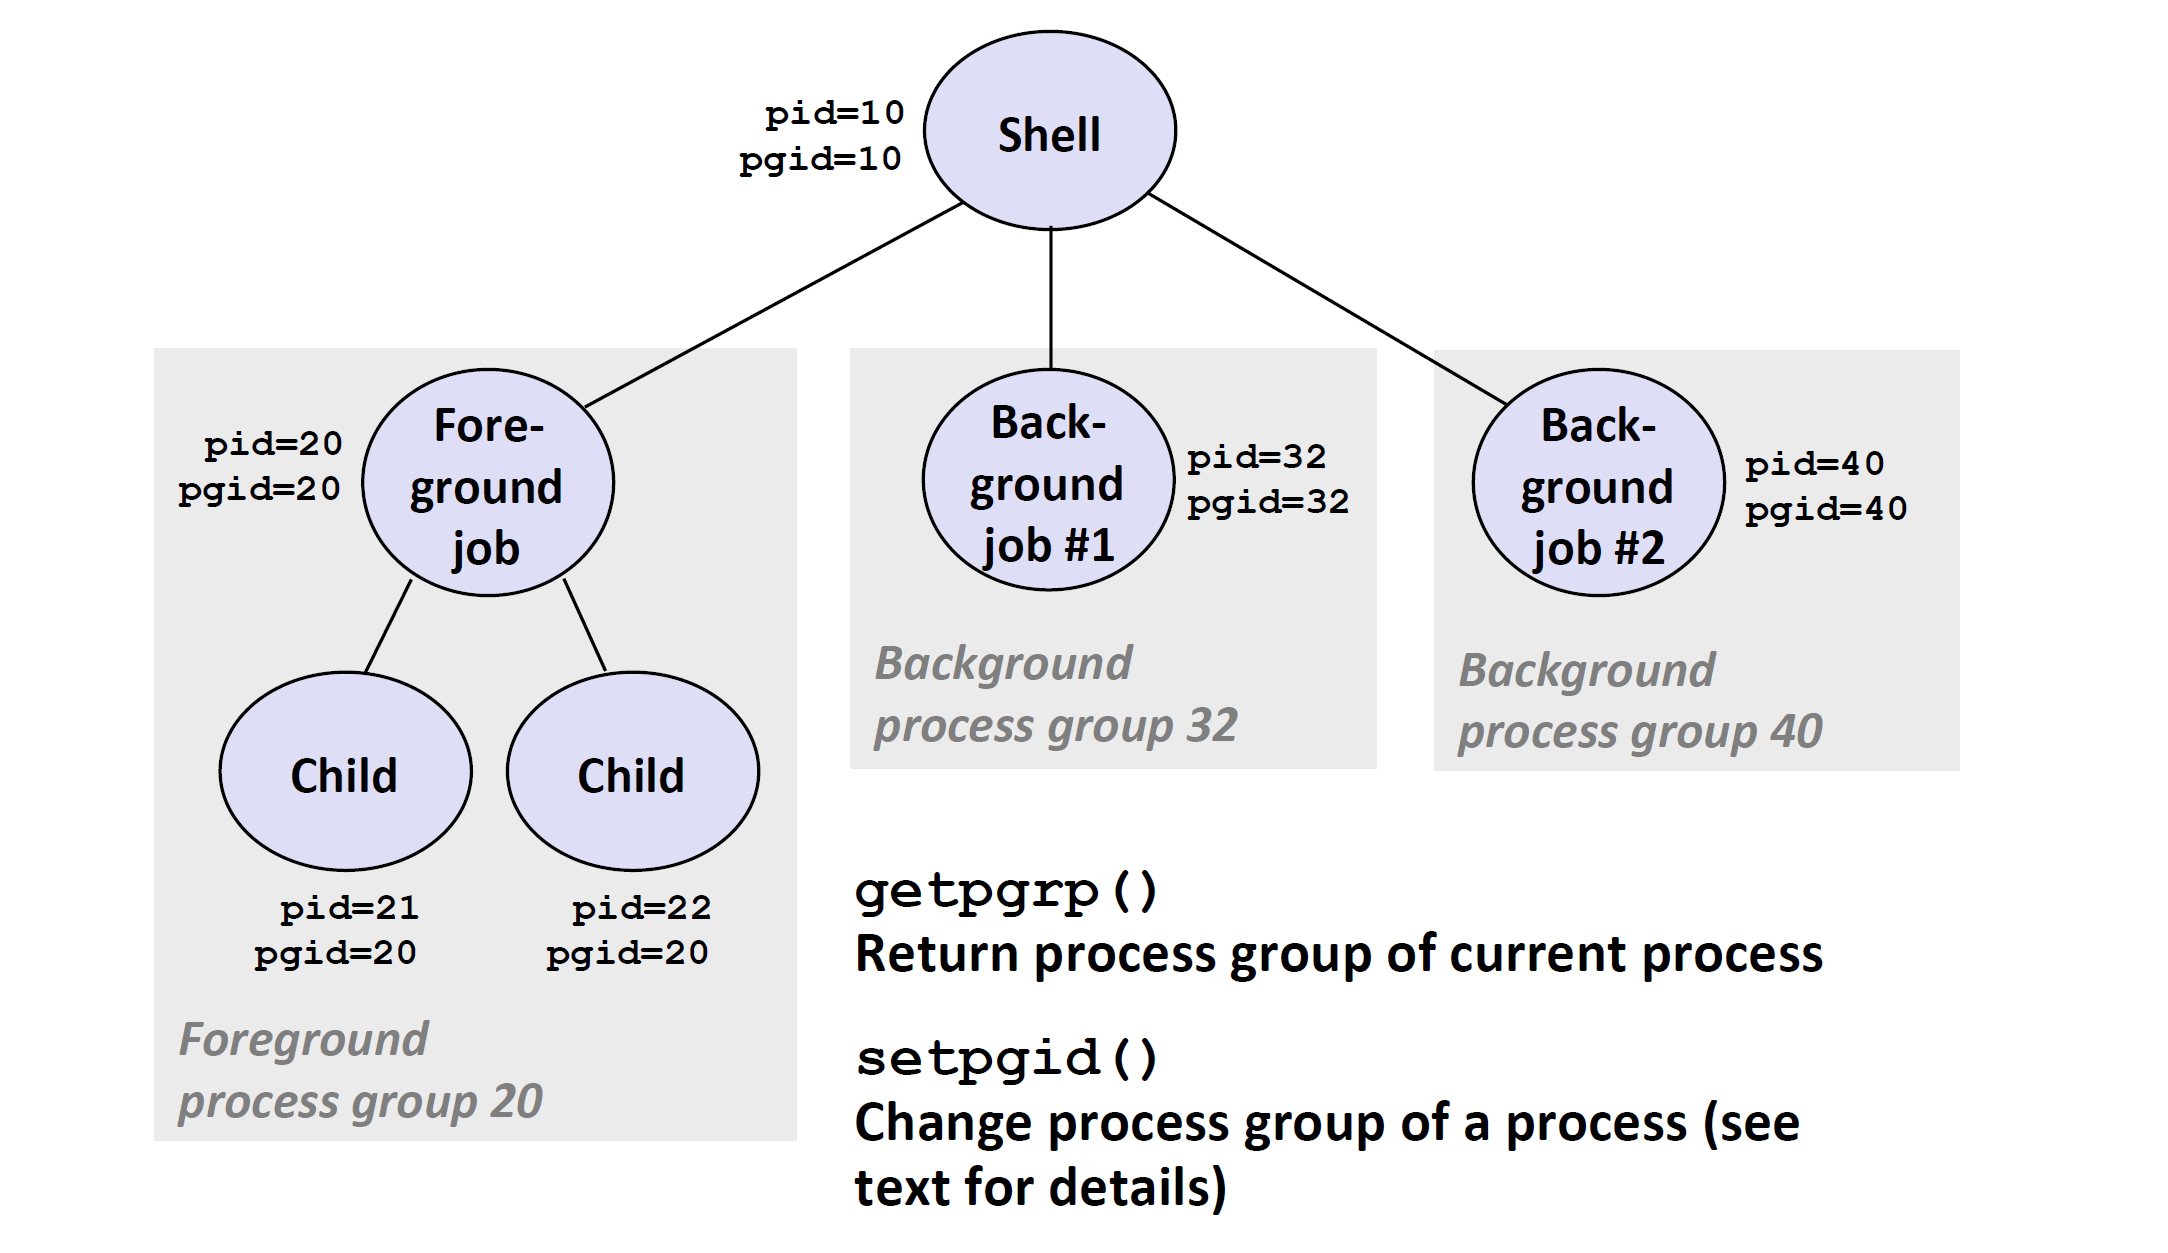 pid=10
pgid=10
Shell
pid=20
pgid=20
Fore-
ground
job
Back-
ground
job #1
pid=32
pgid=32
Back-
ground
job #2
pid=40
pgid=40
Background
process group 32
Background
process group 40
Child
Child
pid=21
pgid=20
pid=22
pgid=20
Foreground
process group 20
getpgrp()
Return process group of current process
setpgid()
Change process group of a process (see
text for details)